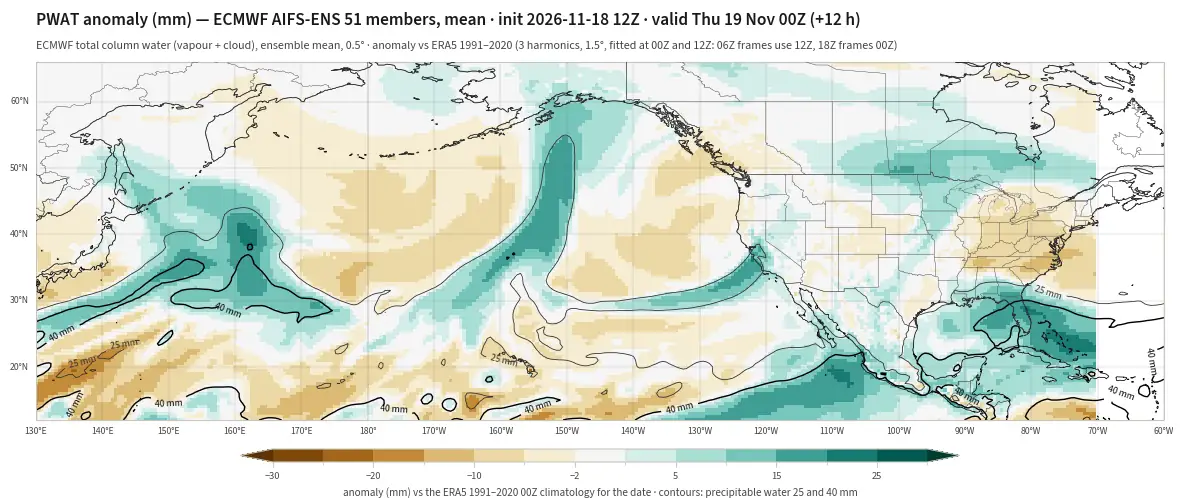 PWAT anomaly (mm) — ECMWF AIFS-ENS 51 members, mean · init 2026-11-18 12Z · valid Thu 19 Nov 00Z (+12 h)
ECMWF total column water (vapour + cloud), ensemble mean, 0.5° · anomaly vs ERA5 1991–2020 (3 harmonics, 1.5°, fitted at 00Z and 12Z: 06Z frames use 12Z, 18Z frames 00Z)
60°N
50°N
40°N
30°N
20°N
25 mm
40 mm
40 mm
25 mm
25 mm
25 mm
40 mm
40 mm
40 mm
40 mm
40 mm
40 mm
40 mm
40 mm
40 mm
130°E 140°E 150°E 160°E 170°E 180° 170°W 160°W 150°W 140°W 130°W 120°W 110°W 100°W 90°W 80°W 70°W 60°W
−30 −20 −10 −2 5 15 25
anomaly (mm) vs the ERA5 1991–2020 00Z climatology for the date · contours: precipitable water 25 and 40 mm